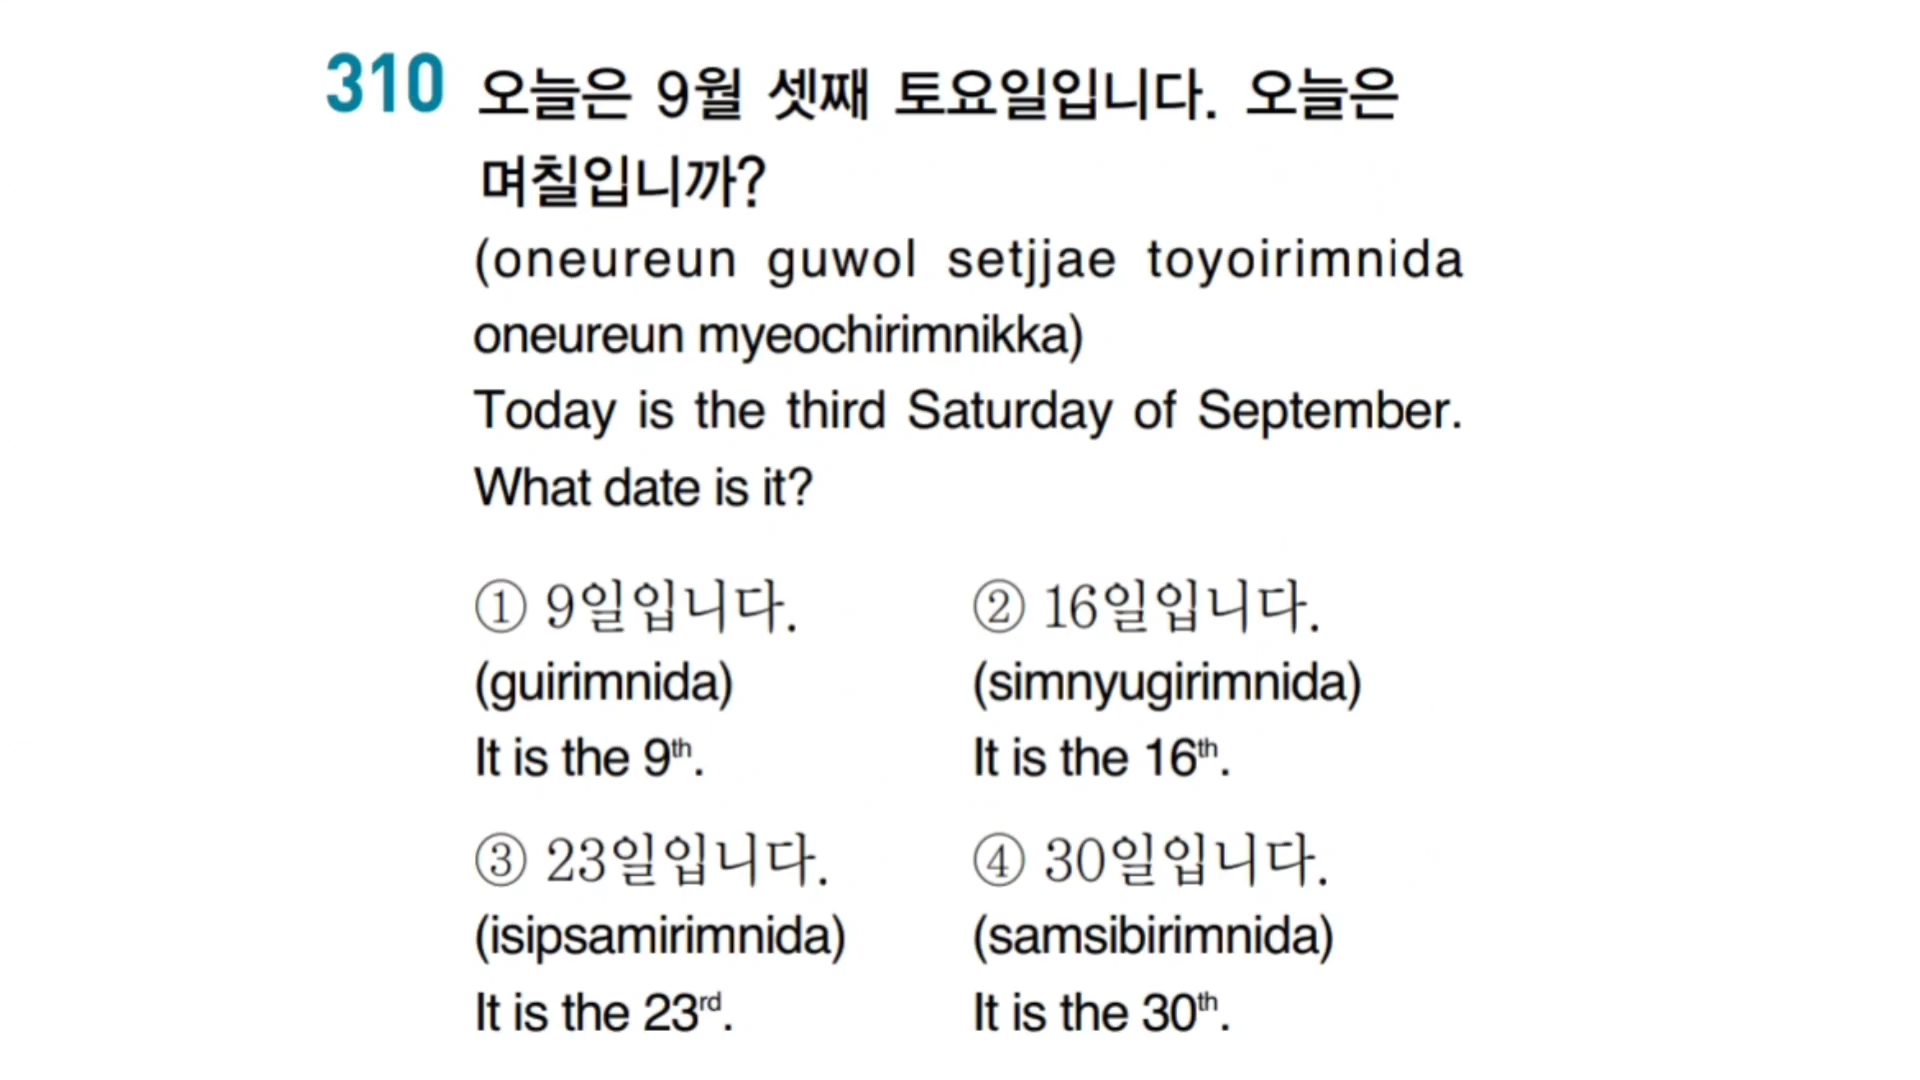 310 오늘은 9월 셋째 토요일입니다. 오늘은
며칠입니까?
(oneureun guwol setjjae toyoirimnida
oneureun myeochirimnikka)
Today is the third Saturday of September.
What date is it?
① 9일입니다.
(guirimnida)
It is the 9th.
② 16일입니다.
(simnyugirimnida)
It is the 16th.
③ 23일입니다.
(isipsamirimnida)
It is the 23rd.
④ 30일입니다.
(samsibirimnida)
It is the 30th.